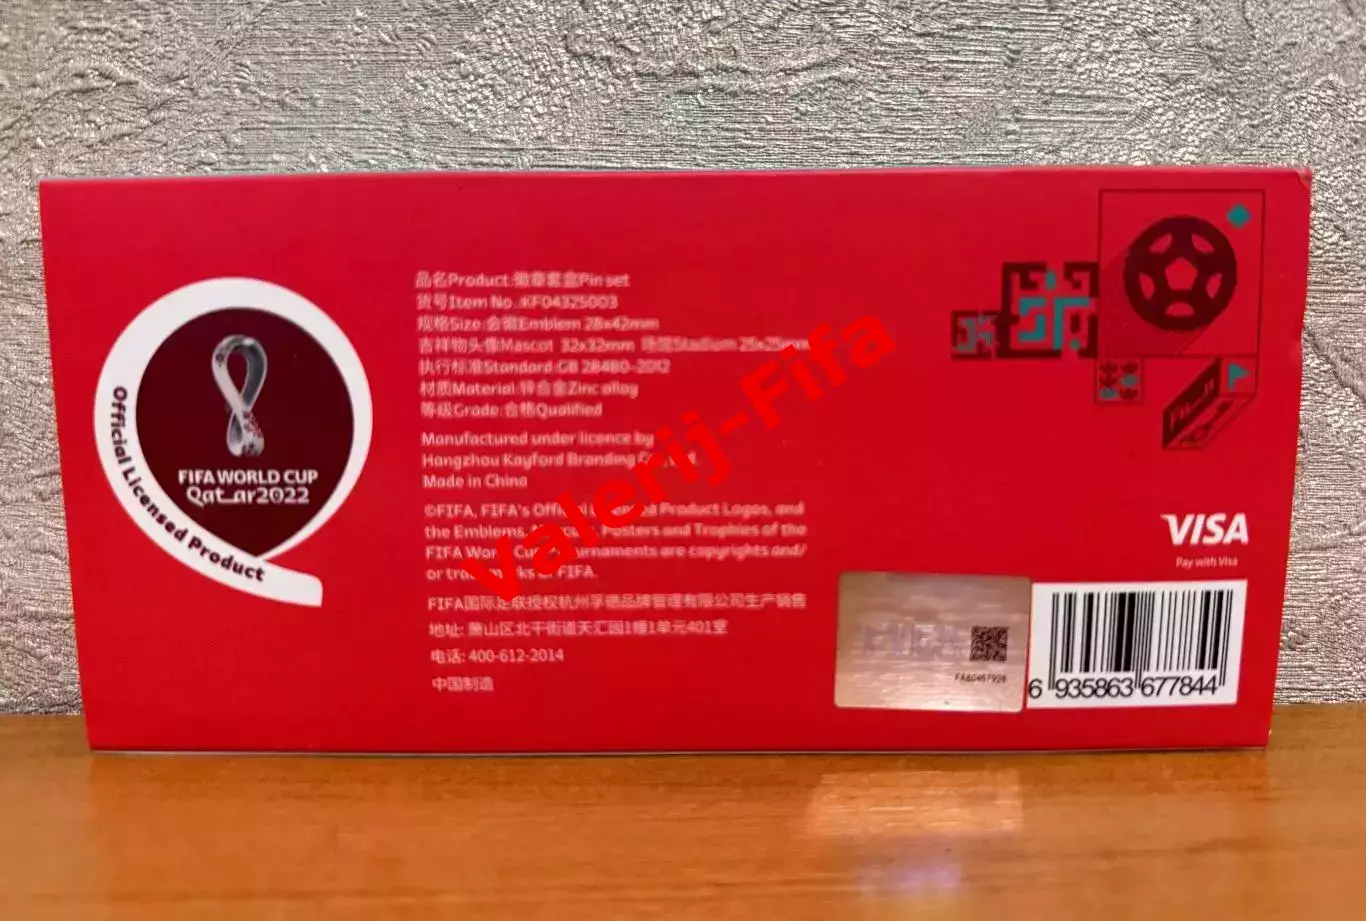 Official Licensed Product
FIFA WORLD CUP
Qatar2022
品名Product:徽章套盒Pin set
货号Item No.:KF04325003
规格Size:会徽Emblem 28x42mm
吉祥物头像Mascot 32x32mm 场馆Stadium 25x25mm
执行标准Standard:GB 28480-2012
材质Material:锌合金Zinc alloy
等级Grade:合格Qualified
Manufactured under licence by
Hangzhou Kayford Branding
Made in China
©FIFA, FIFA's Official Licensed Product Logos, and
the Emblems, Posters and Trophies of the
FIFA World Cup Tournaments are copyrights and/
or trademarks of FIFA.
FIFA国际足联授权杭州孚德品牌管理有限公司生产销售
地址: 萧山区北干街道天汇园1幢1单元401室
电话: 400-612-2014
中国制造
Valerij-Fifa
VISA
Pay with Visa
FIFA
FAA0467926
6 935863 677844